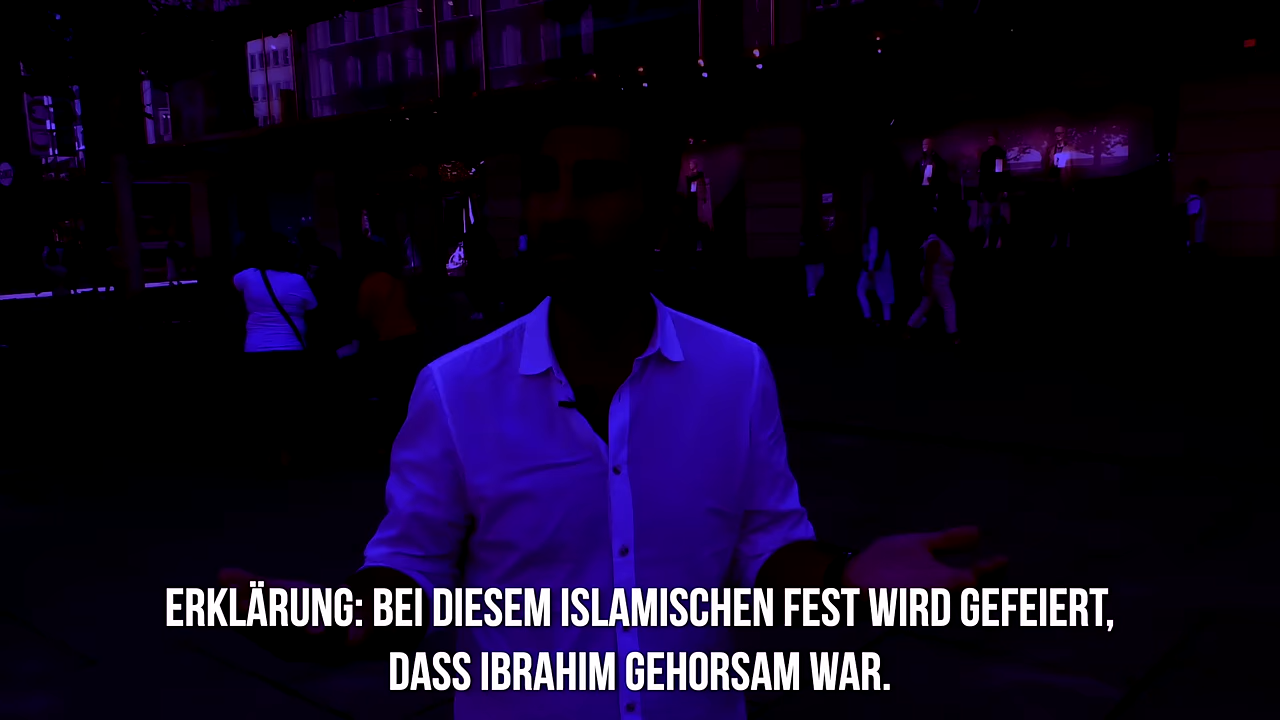 ERKLÄRUNG: BEI DIESEM ISLAMISCHEN FEST WIRD GEFEIERT,
DASS IBRAHIM GEHORSAM WAR.